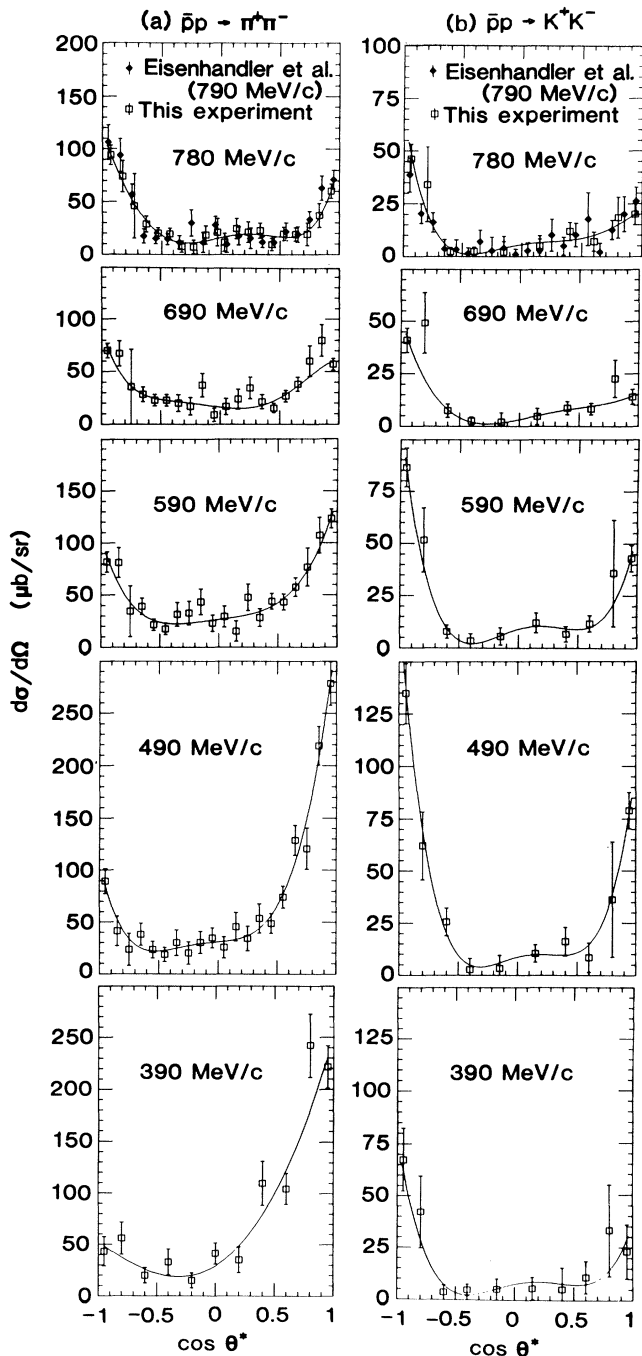 (a) p̄p → π⁺π⁻
(b) p̄p → K⁺K⁻
200
150
100
50
0
Eisenhandler et al.
(790 MeV/c)
This experiment
780 MeV/c
100
75
50
25
0
Eisenhandler et al.
(790 MeV/c)
This experiment
780 MeV/c
100
50
0
690 MeV/c
50
25
0
690 MeV/c
150
100
50
0
590 MeV/c
75
50
25
0
590 MeV/c
dσ/dΩ (μb/sr)
250
200
150
100
50
0
490 MeV/c
125
100
75
50
25
0
490 MeV/c
250
200
150
100
50
0
390 MeV/c
125
100
75
50
25
0
390 MeV/c
-1 -0.5 0 0.5 1
-1 -0.5 0 0.5 1
cos θ*
cos θ*